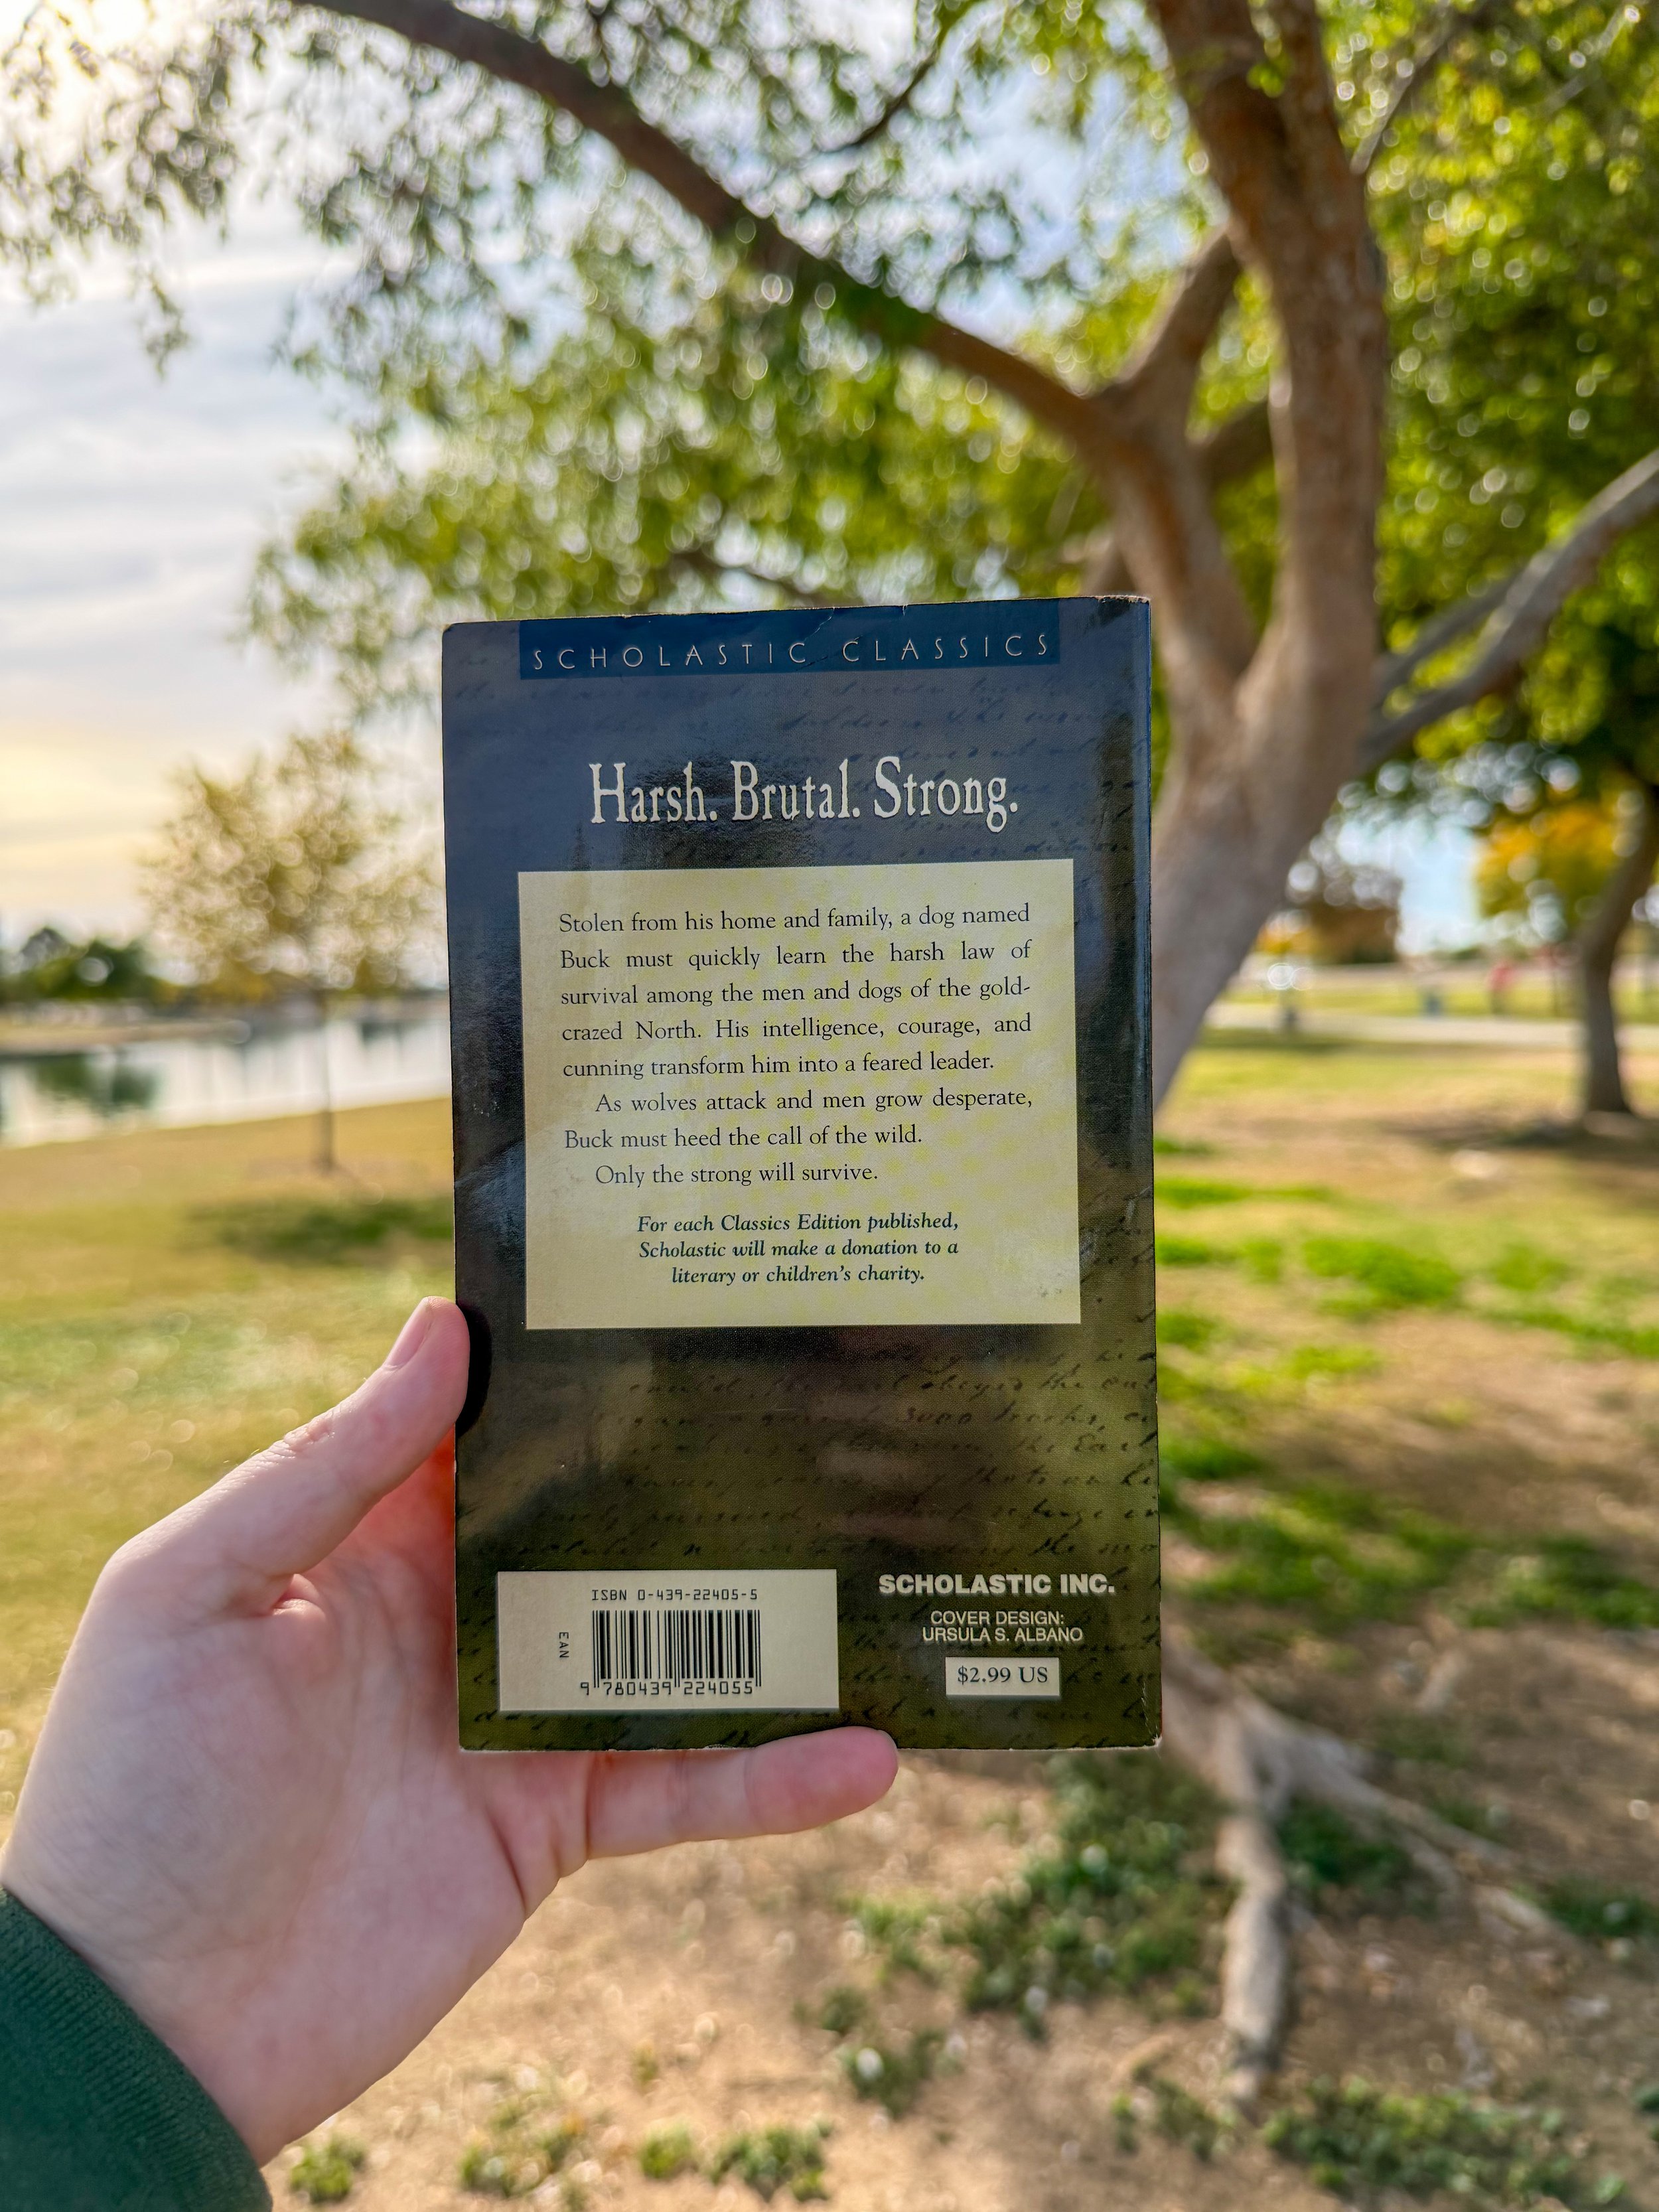 SCHOLASTIC CLASSICS
Harsh. Brutal. Strong.
Stolen from his home and family, a dog named
Buck must quickly learn the harsh law of
survival among the men and dogs of the gold-
crazed North. His intelligence, courage, and
cunning transform him into a feared leader.
As wolves attack and men grow desperate,
Buck must heed the call of the wild.
Only the strong will survive.
For each Classics Edition published,
Scholastic will make a donation to a
literary or children's charity.
ISBN 0-439-22405-5
EAN
9 780439 224055
SCHOLASTIC INC.
COVER DESIGN:
URSULA S. ALBANO
$2.99 US